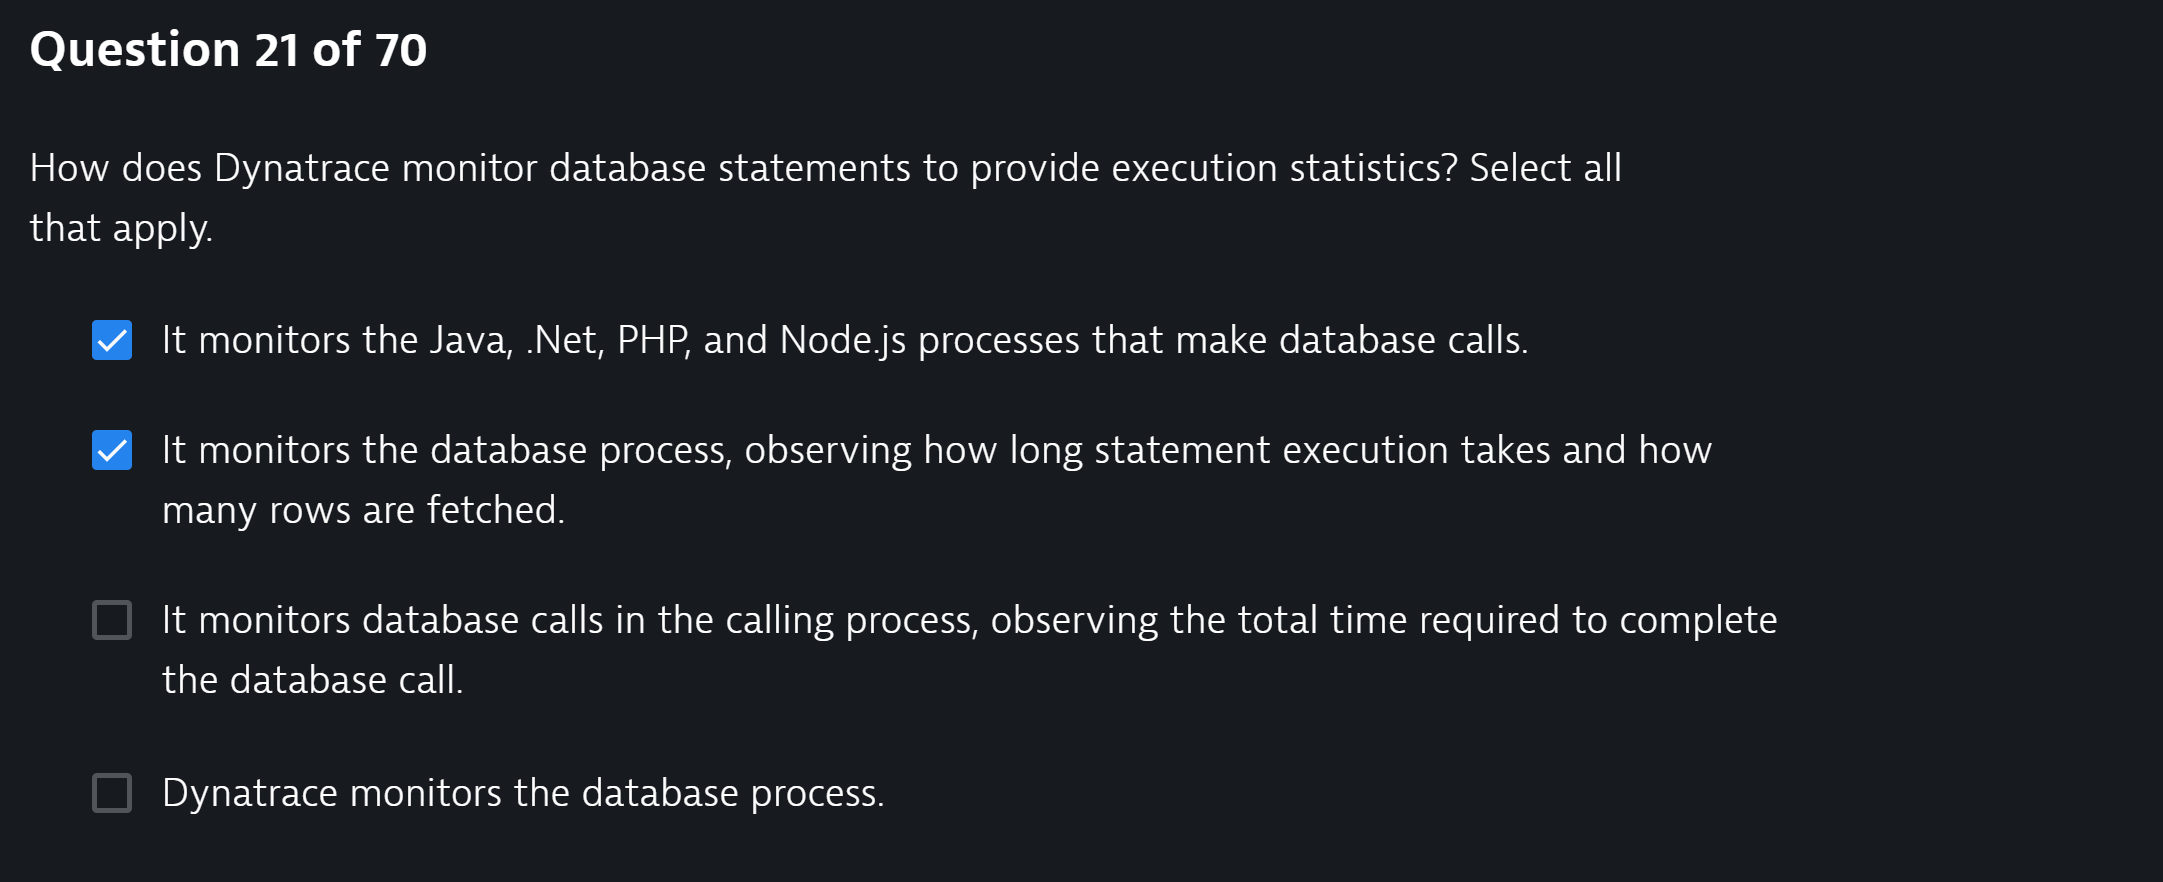 Question 21 of 70
How does Dynatrace monitor database statements to provide execution statistics? Select all
that apply.
It monitors the Java, .Net, PHP, and Node.js processes that make database calls.
It monitors the database process, observing how long statement execution takes and how
many rows are fetched.
It monitors database calls in the calling process, observing the total time required to complete
the database call.
Dynatrace monitors the database process.